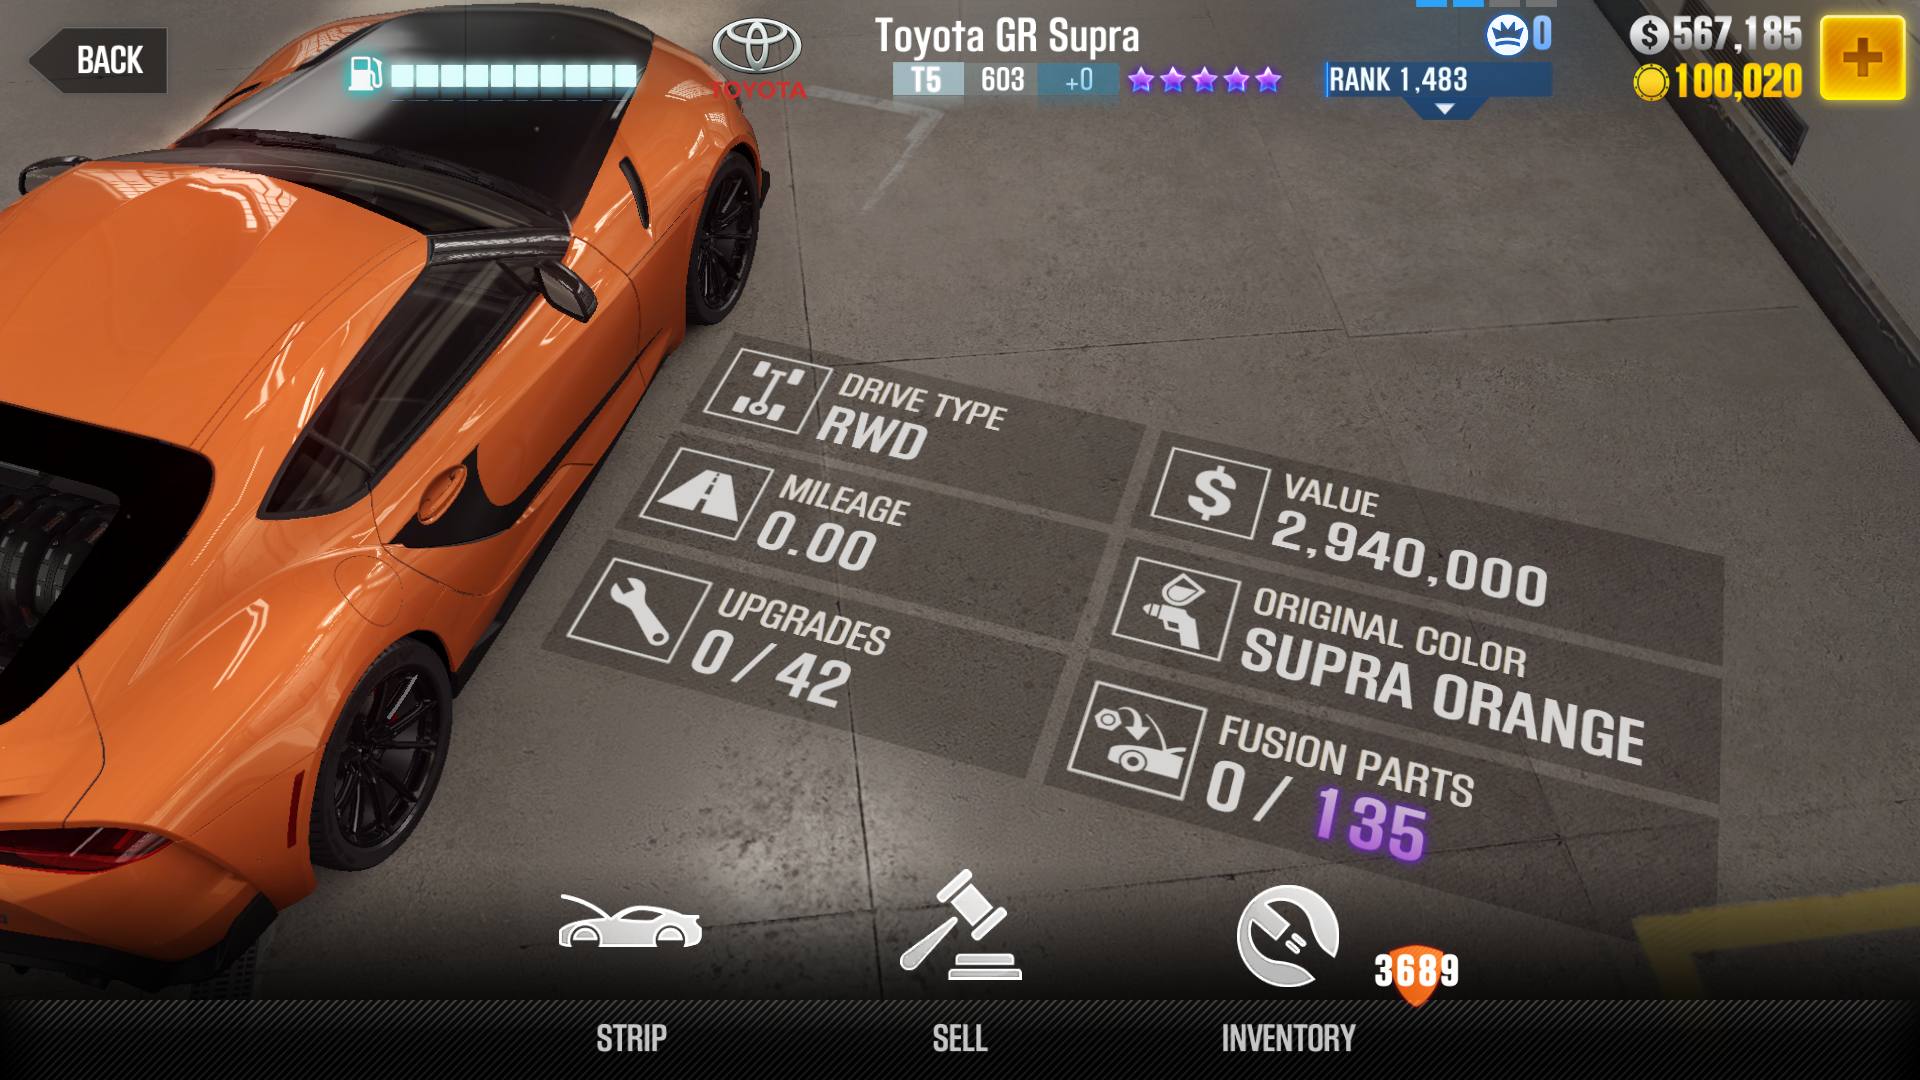 BACK
TOYOTA
Toyota GR Supra
T5 603 +0
RANK 1,483
0
567,185
100,020
DRIVE TYPE
RWD
MILEAGE
0.00
UPGRADES
0/42
VALUE
2,940,000
ORIGINAL COLOR
SUPRA ORANGE
FUSION PARTS
0/ 135
STRIP
SELL
3689
INVENTORY